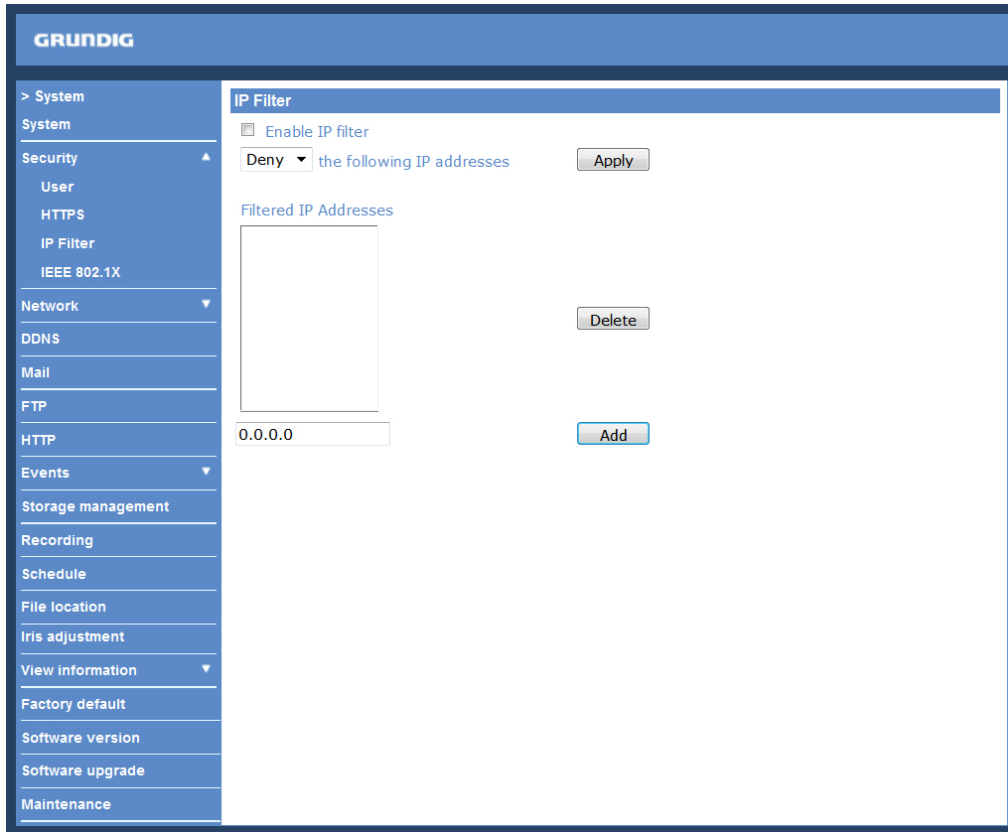 GRUNDIG
> System
System
Security
User
HTTPS
IP Filter
IEEE 802.1X
Network
DDNS
Mail
FTP
HTTP
Events
Storage management
Recording
Schedule
File location
Iris adjustment
View information
Factory default
Software version
Software upgrade
Maintenance
IP Filter
Enable IP filter
Deny the following IP addresses Apply
Filtered IP Addresses
Delete
0.0.0.0 Add